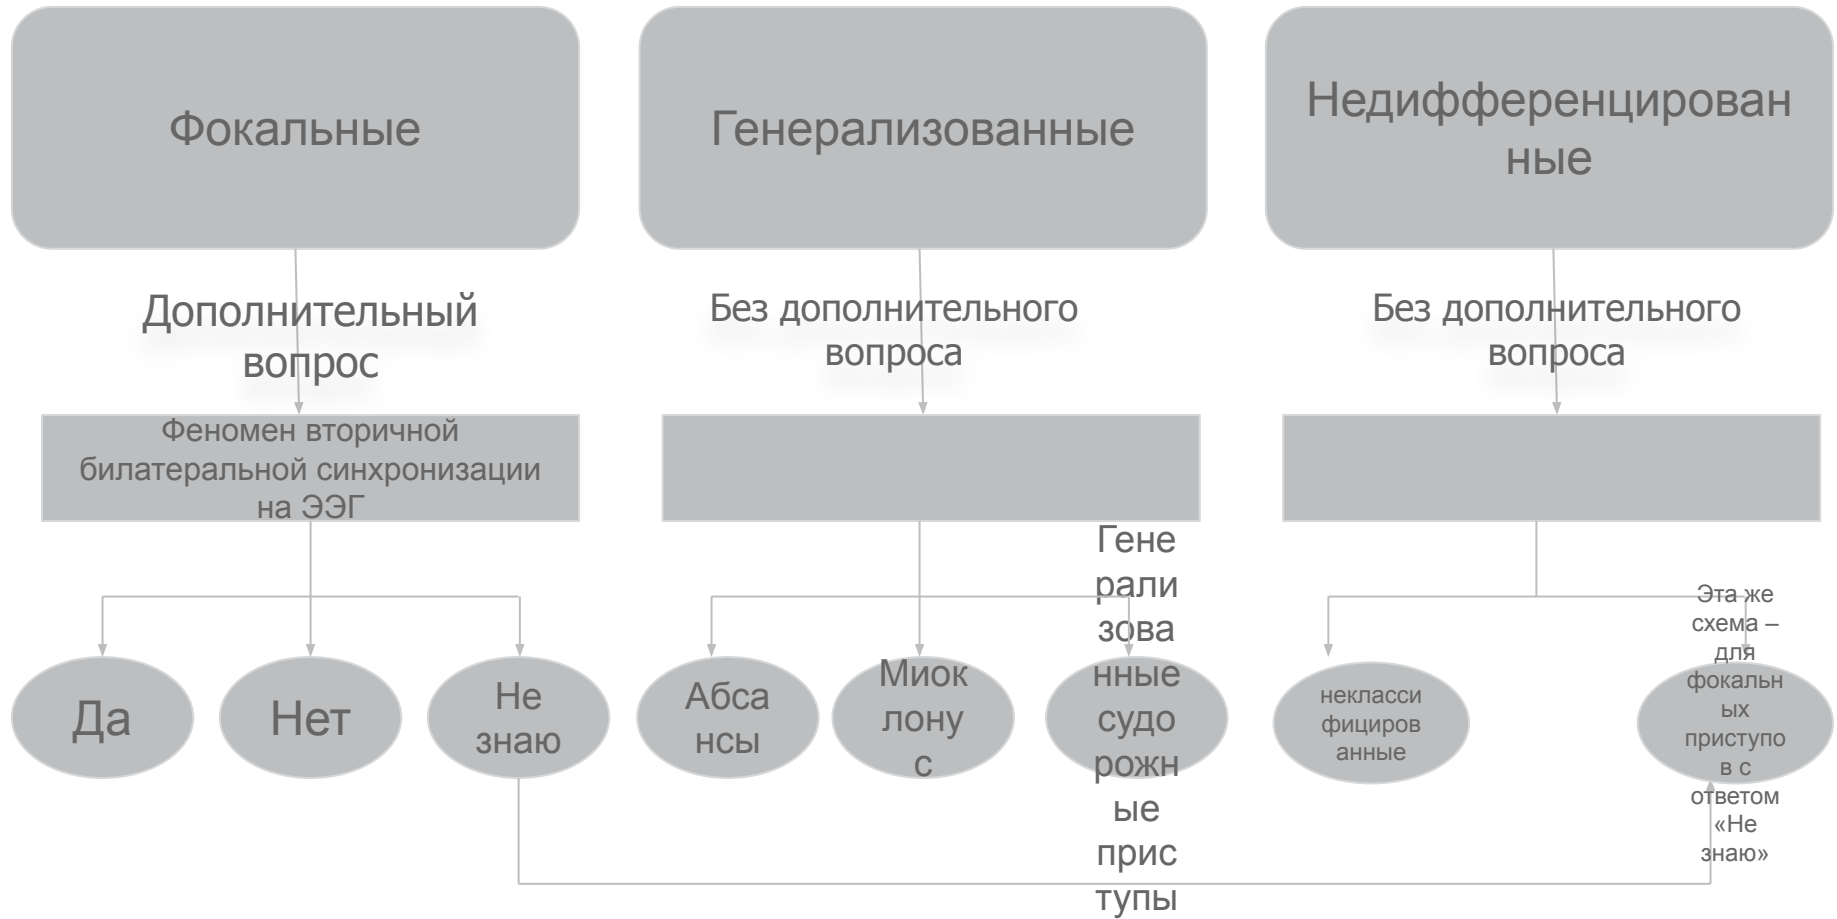 Фокальные
Генерализованные
Недифференцирован
ные
Дополнительный
вопрос
Без дополнительного
вопроса
Без дополнительного
вопроса
Феномен вторичной
билатеральной синхронизации
на ЭЭГ
Да
Нет
Не
знаю
Абса
нсы
Миок
лону
с
Гене
рали
зова
нные
судо
рожн
ые
прис
тупы
неклассі
фициров
анные
Эта же
схема –
для
фокальн
ых
приступо
в с
ответом
«Не
знаю»